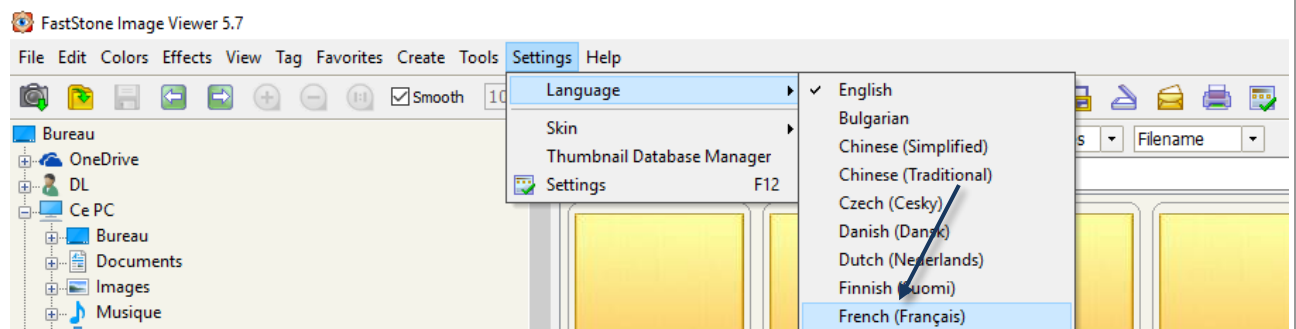 FastStone Image Viewer 5.7
File Edit Colors Effects View Tag Favorites Create Tools Settings Help
Smooth 10
Bureau
OneDrive
DL
Ce PC
Bureau
Documents
Images
Musique
Language
Skin
Thumbnail Database Manager
Settings F12
English
Bulgarian
Chinese (Simplified)
Chinese (Traditional)
Czech (Cesky)
Danish (Dansk)
Dutch (Nederlands)
Finnish (Suomi)
French (Français)
Filename